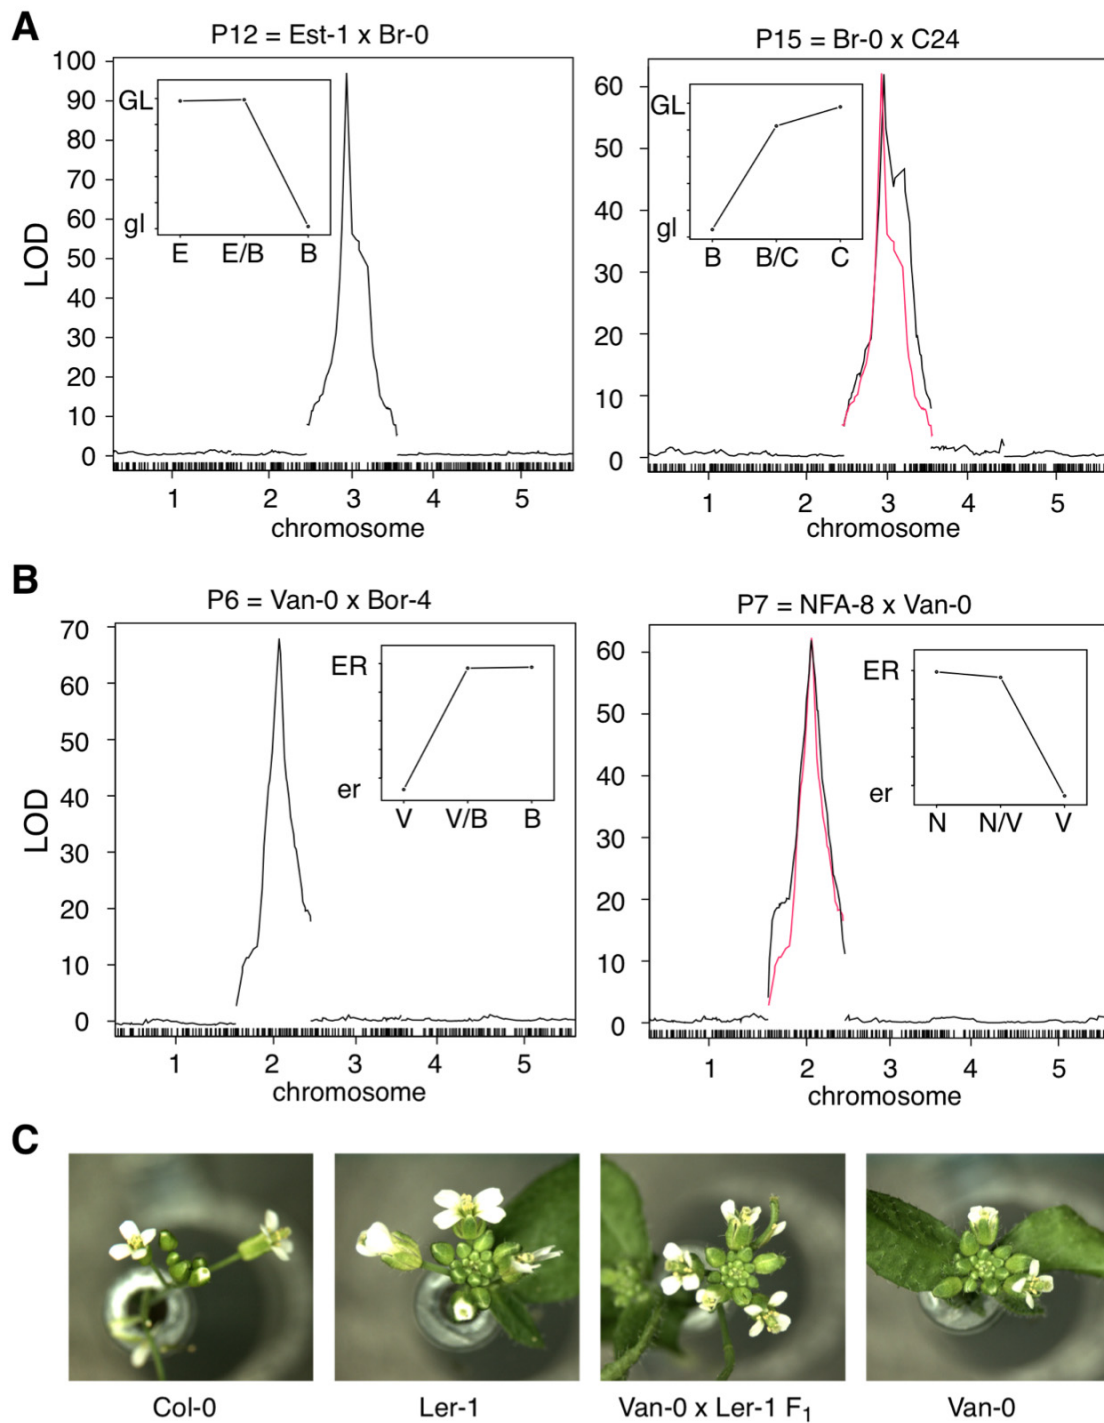 A
P12 = Est-1 x Br-0
P15 = Br-0 x C24
100
90
80
70
60
50
40
30
20
10
0
LOD
GL
gl
E E/B B
1 2 3 4 5
chromosome
60
50
40
30
20
10
0
GL
gl
B B/C C
1 2 3 4 5
chromosome
B
P6 = Van-0 x Bor-4
P7 = NFA-8 x Van-0
70
60
50
40
30
20
10
0
LOD
ER
er
V V/B B
1 2 3 4 5
chromosome
60
50
40
30
20
10
0
ER
er
N N/V V
1 2 3 4 5
chromosome
C
Col-0
Ler-1
Van-0 x Ler-1 F₁
Van-0